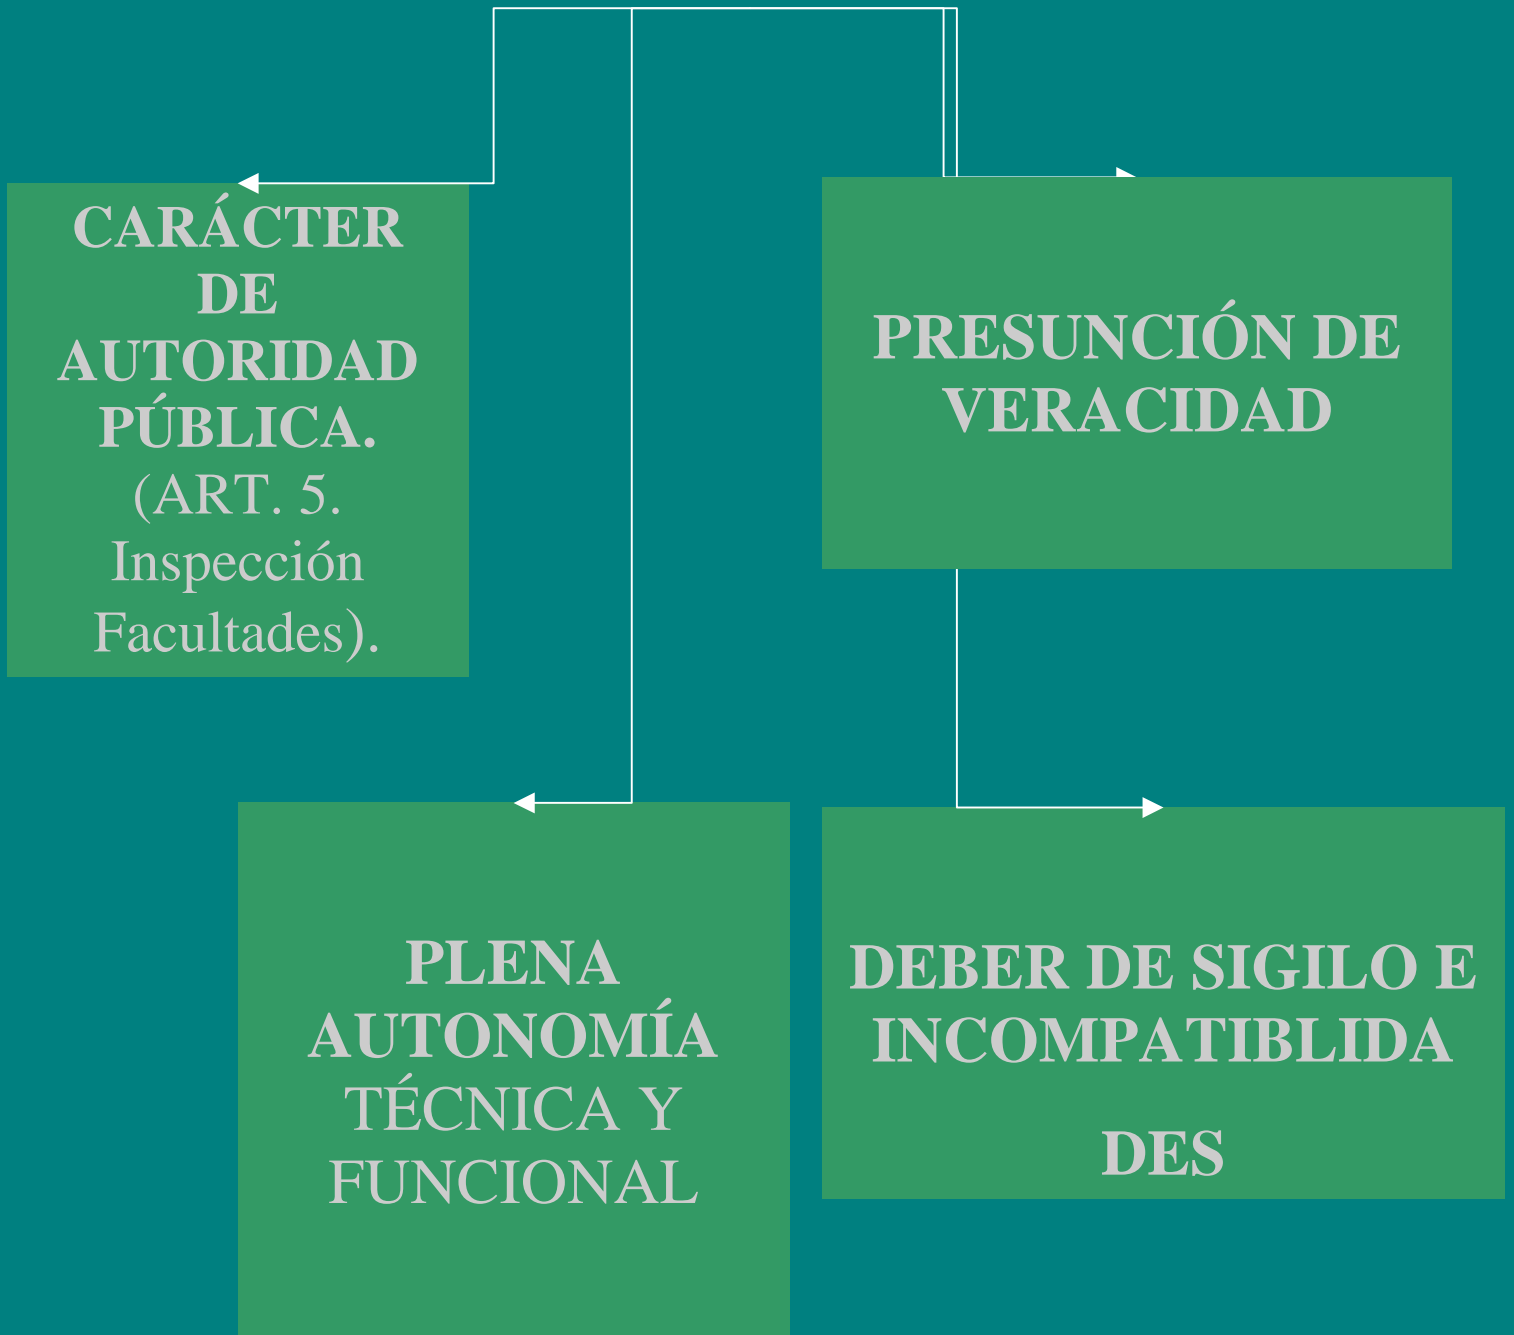 CARÁCTER
DE
AUTORIDAD
PÚBLICA.
(ART. 5.
Inspección
Facultades).
PRESUNCIÓN DE
VERACIDAD
PLENA
AUTONOMÍA
TÉCNICA Y
FUNCIONAL
DEBER DE SIGILO E
INCOMPATIBLIDA
DES